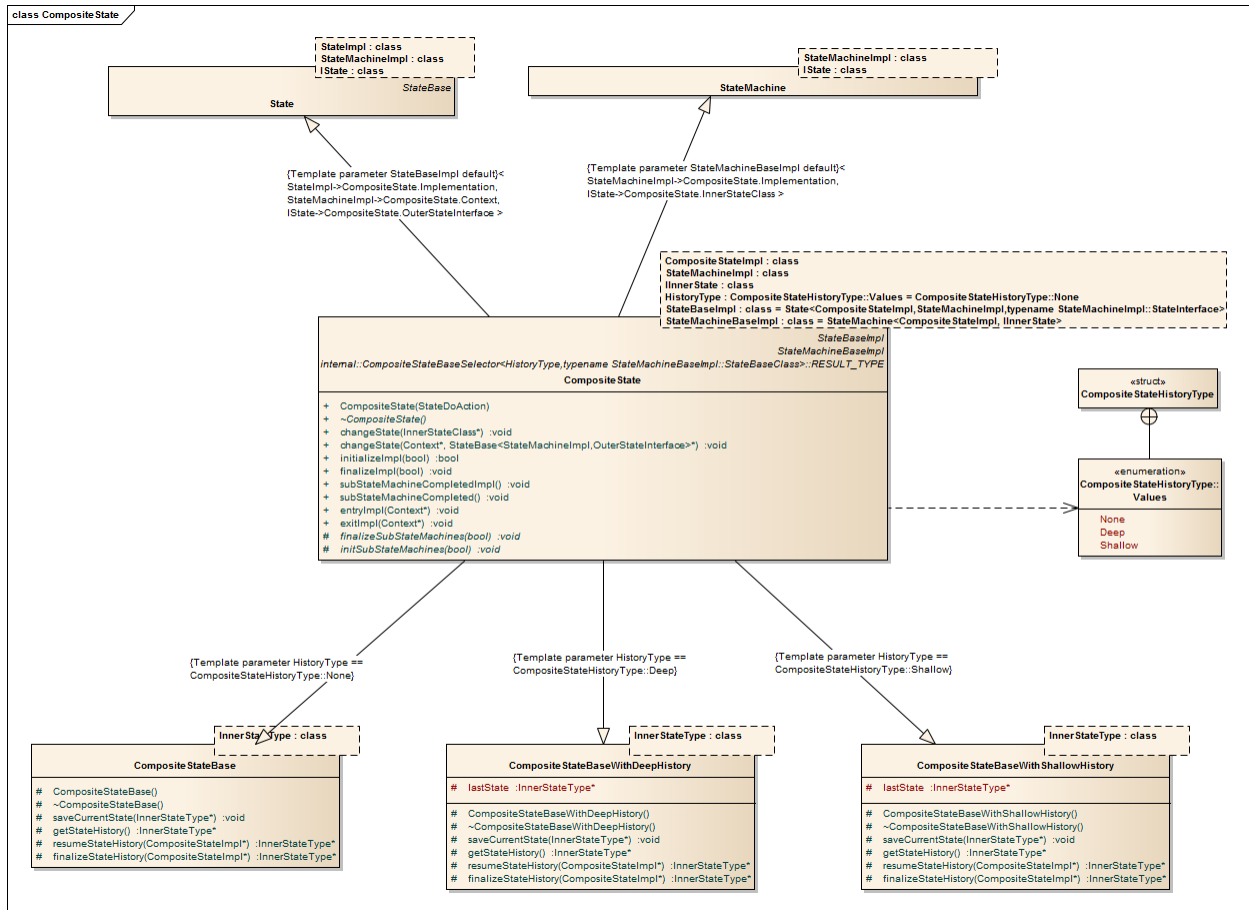 class CompositeState
StateImpl : class
StateMachineImpl : class
IState : class
StateBase
State
StateMachineImpl : class
IState : class
StateMachine
{Template parameter StateBaseImpl default}<
StateImpl->CompositeState.Implementation,
StateMachineImpl->CompositeState.Context,
IState->CompositeState.OuterStateInterface >
{Template parameter StateMachineBaseImpl default}<
StateMachineImpl->CompositeState.Implementation,
IState->CompositeState.InnerStateClass >
CompositeStateImpl : class
StateMachineImpl : class
IInnerState : class
HistoryType : CompositeStateHistoryType::Values = CompositeStateHistoryType::None
StateBaseImpl : class = State<CompositeStateImpl,StateMachineImpl,typename StateMachineImpl::StateInterface>
StateMachineBaseImpl : class = StateMachine<CompositeStateImpl, IInnerState>
StateBaseImpl
StateMachineBaseImpl
internal::CompositeStateBaseSelector<HistoryType,typename StateMachineBaseImpl::StateBaseClass>::RESULT_TYPE
CompositeState
+ CompositeState(StateDoAction)
+ ~CompositeState()
+ changeState(InnerStateClass*) :void
+ changeState(Context*, StateBase<StateMachineImpl,OuterStateInterface>*) :void
+ initializeImpl(bool) :bool
+ finalizeImpl(bool) :void
+ subStateMachineCompletedImpl() :void
+ subStateMachineCompleted() :void
+ entryImpl(Context*) :void
+ exitImpl(Context*) :void
# finalizeSubStateMachines(bool) :void
# initSubStateMachines(bool) :void
«struct»
CompositeStateHistoryType
«enumeration»
CompositeStateHistoryType::
Values
None
Deep
Shallow
{Template parameter HistoryType ==
CompositeStateHistoryType::None}
{Template parameter HistoryType ==
CompositeStateHistoryType::Deep}
{Template parameter HistoryType ==
CompositeStateHistoryType::Shallow}
InnerStateType : class
CompositeStateBase
# CompositeStateBase()
# ~CompositeStateBase()
# saveCurrentState(InnerStateType*) :void
# getStateHistory() :InnerStateType*
# resumeStateHistory(CompositeStateImpl*) :InnerStateType*
# finalizeStateHistory(CompositeStateImpl*) :InnerStateType*
InnerStateType : class
CompositeStateBaseWithDeepHistory
# lastState :InnerStateType*
# CompositeStateBaseWithDeepHistory()
# ~CompositeStateBaseWithDeepHistory()
# saveCurrentState(InnerStateType*) :void
# getStateHistory() :InnerStateType*
# resumeStateHistory(CompositeStateImpl*) :InnerStateType*
# finalizeStateHistory(CompositeStateImpl*) :InnerStateType*
InnerStateType : class
CompositeStateBaseWithShallowHistory
# lastState :InnerStateType*
# CompositeStateBaseWithShallowHistory()
# ~CompositeStateBaseWithShallowHistory()
# saveCurrentState(InnerStateType*) :void
# getStateHistory() :InnerStateType*
# resumeStateHistory(CompositeStateImpl*) :InnerStateType*
# finalizeStateHistory(CompositeStateImpl*) :InnerStateType*